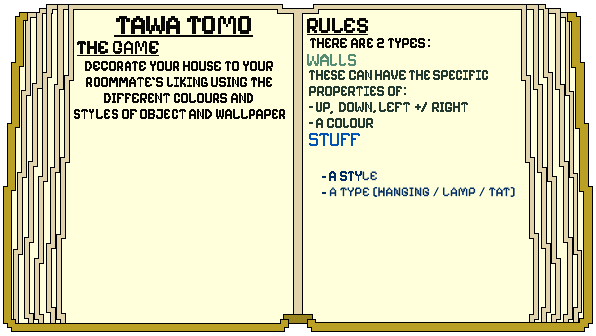 TAWA TOMO
THE GAME
DECORATE YOUR HOUSE TO YOUR
ROOMMATE'S LIKING USING THE
DIFFERENT COLOURS AND
STYLES OF OBJECT AND WALLPAPER
RULES
THERE ARE 2 TYPES:
WALLS
THESE CAN HAVE THE SPECIFIC
PROPERTIES OF:
-UP, DOWN, LEFT +/ RIGHT
-A COLOUR
STUFF
-A STYLE
-A TYPE (HANGING / LAMP / TAT)